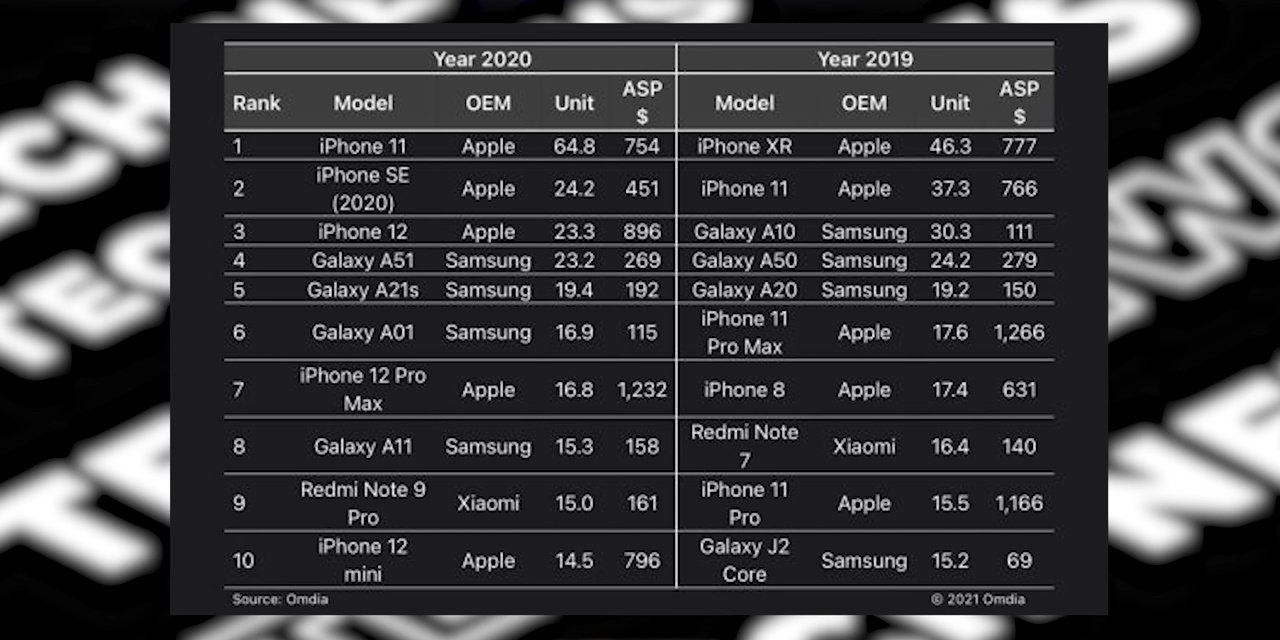 Year 2020 Year 2019
Rank Model OEM Unit ASP $ Model OEM Unit ASP $
1 iPhone 11 Apple 64.8 754 iPhone XR Apple 46.3 777
2 iPhone SE (2020) Apple 24.2 451 iPhone 11 Apple 37.3 766
3 iPhone 12 Apple 23.3 896 Galaxy A10 Samsung 30.3 111
4 Galaxy A51 Samsung 23.2 269 Galaxy A50 Samsung 24.2 279
5 Galaxy A21s Samsung 19.4 192 Galaxy A20 Samsung 19.2 150
6 Galaxy A01 Samsung 16.9 115 iPhone 11 Pro Max Apple 17.6 1,266
7 iPhone 12 Pro Max Apple 16.8 1,232 iPhone 8 Apple 17.4 631
8 Galaxy A11 Samsung 15.3 158 Redmi Note 7 Xiaomi 16.4 140
9 Redmi Note 9 Pro Xiaomi 15.0 161 iPhone 11 Pro Apple 15.5 1,166
10 iPhone 12 mini Apple 14.5 796 Galaxy J2 Core Samsung 15.2 69
Source: Omdia © 2021 Omdia